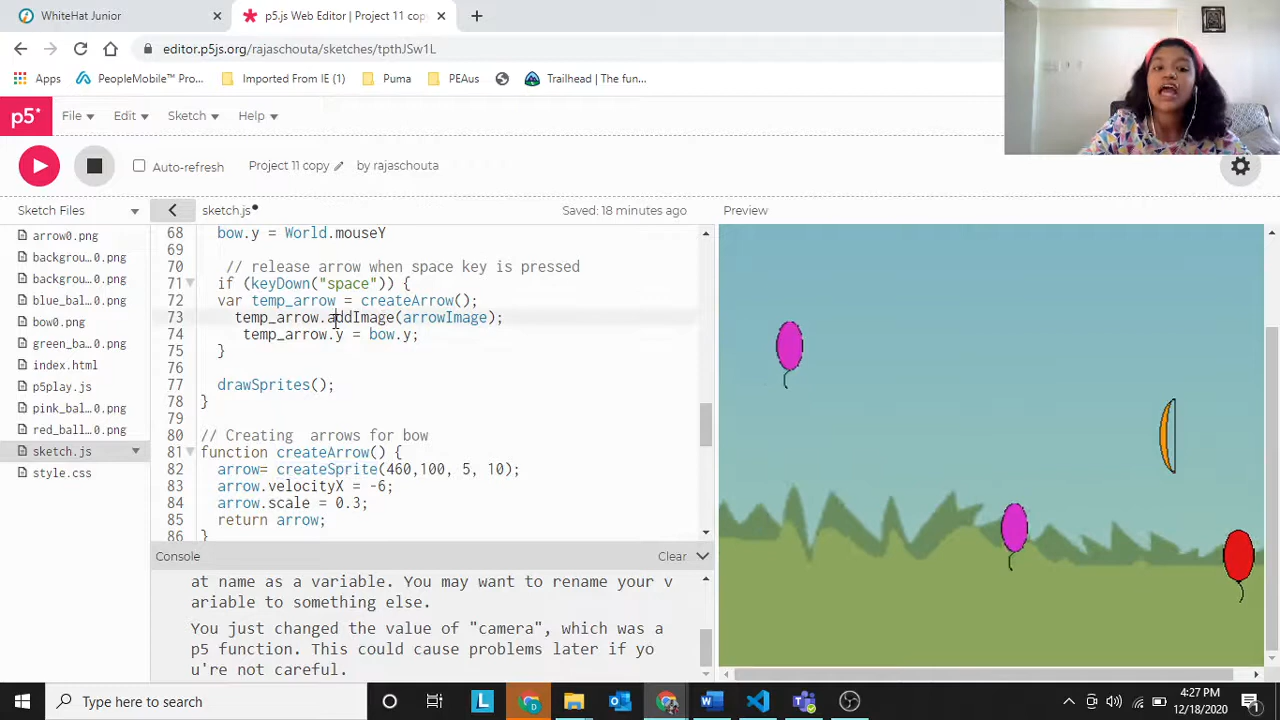 WhiteHat Junior
p5.js Web Editor | Project 11 cop
editor.p5js.org/rajaschouta/sketches/tpthJSw1L
Apps PeopleMobile™ Pro... Imported From IE (1) Puma PEAus Trailhead | The fun...
p5* File Edit Sketch Help
Auto-refresh Project 11 copy by rajaschouta
Sketch Files sketch.js Saved: 18 minutes ago Preview
arrow0.png
backgrou...0.png
backgrou...0.png
blue_bal...0.png
bow0.png
green_ba...0.png
index.html
p5play.js
pink_bal...0.png
red_ball...0.png
sketch.js
style.css
68 bow.y = World.mouseY
69
70 // release arrow when space key is pressed
71 if (keyDown("space")) {
72 var temp_arrow = createArrow();
73 temp_arrow.addImage(arrowImage);
74 temp_arrow.y = bow.y;
75 }
76
77 drawSprites();
78 }
79
80 // Creating  arrows for bow
81 function createArrow() {
82 arrow= createSprite(460,100, 5, 10);
83 arrow.velocityX = -6;
84 arrow.scale = 0.3;
85 return arrow;
86 }
Console Clear
at name as a variable. You may want to rename your v
ariable to something else.
You just changed the value of "camera", which was a
p5 function. This could cause problems later if yo
u're not careful.
Type here to search
4:27 PM
12/18/2020